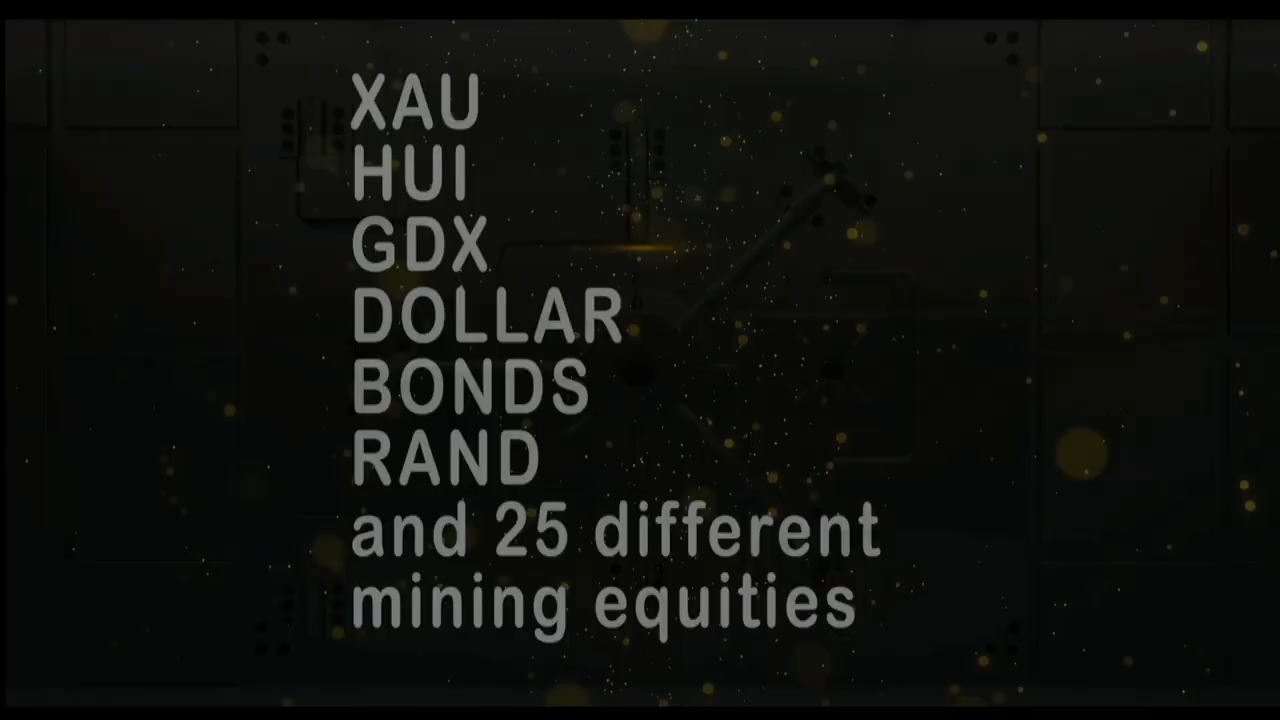 XAU
HUI
GDX
DOLLAR
BONDS
RAND
and 25 different
mining equities